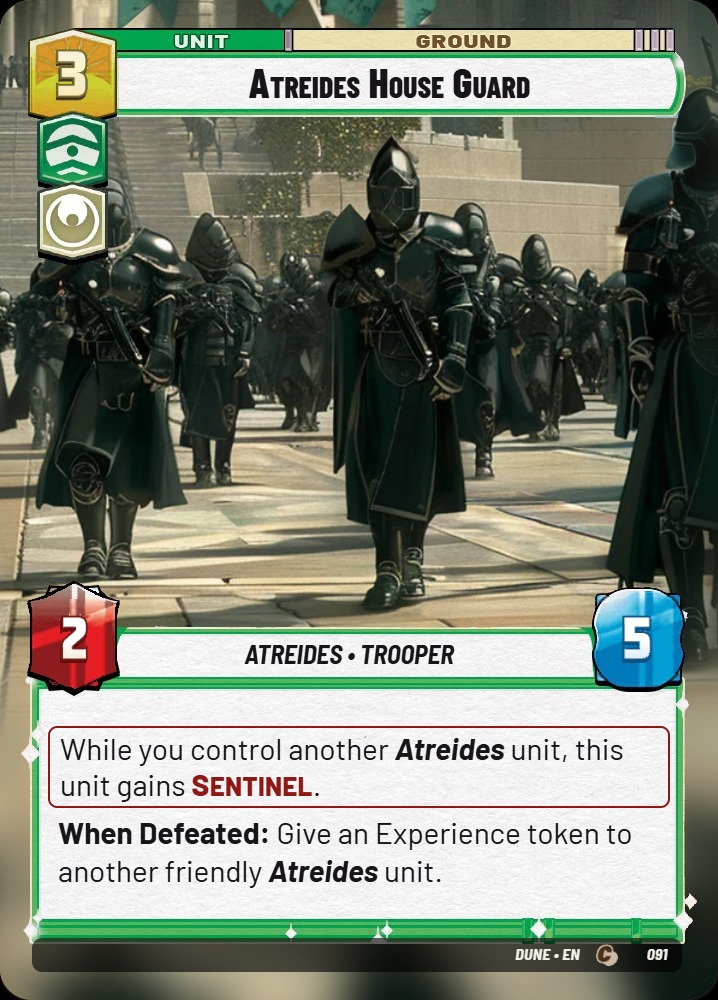 UNIT GROUND
3 ATREIDES HOUSE GUARD
2 ATREIDES • TROOPER 5
While you control another Atreides unit, this
unit gains SENTINEL.
When Defeated: Give an Experience token to
another friendly Atreides unit.
DUNE • EN C 091